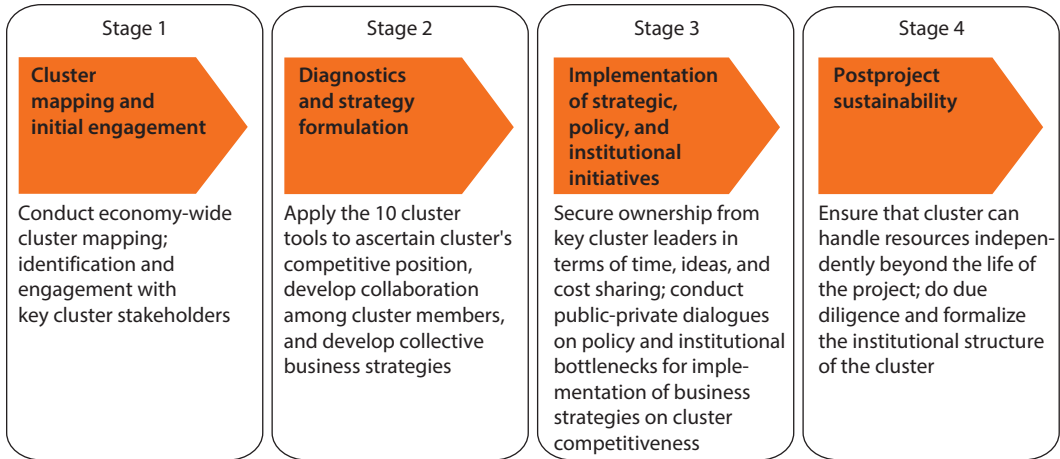 Stage 1
Cluster
mapping and
initial engagement
Conduct economy-wide
cluster mapping;
identification and
engagement with
key cluster stakeholders
Stage 2
Diagnostics
and strategy
formulation
Apply the 10 cluster
tools to ascertain cluster's
competitive position,
develop collaboration
among cluster members,
and develop collective
business strategies
Stage 3
Implementation
of strategic,
policy, and
institutional
initiatives
Secure ownership from
key cluster leaders in
terms of time, ideas, and
cost sharing; conduct
public-private dialogues
on policy and institutional
bottlenecks for imple-
mentation of business
strategies on cluster
competitiveness
Stage 4
Postproject
sustainability
Ensure that cluster can
handle resources indepen-
dently beyond the life of
the project; do due
diligence and formalize
the institutional structure
of the cluster